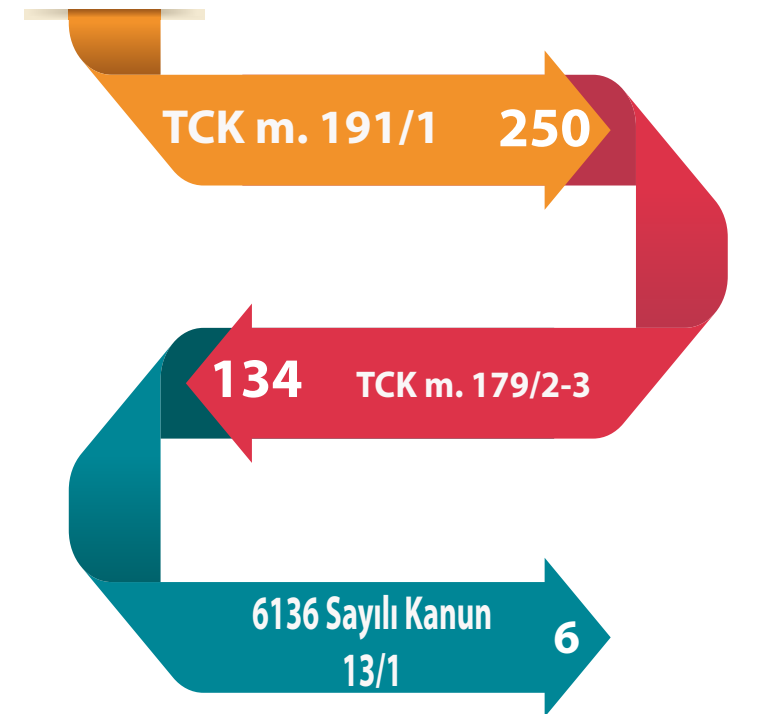 TCK m. 191/1 250
134 TCK m. 179/2-3
6136 Sayılı Kanun
13/1
6